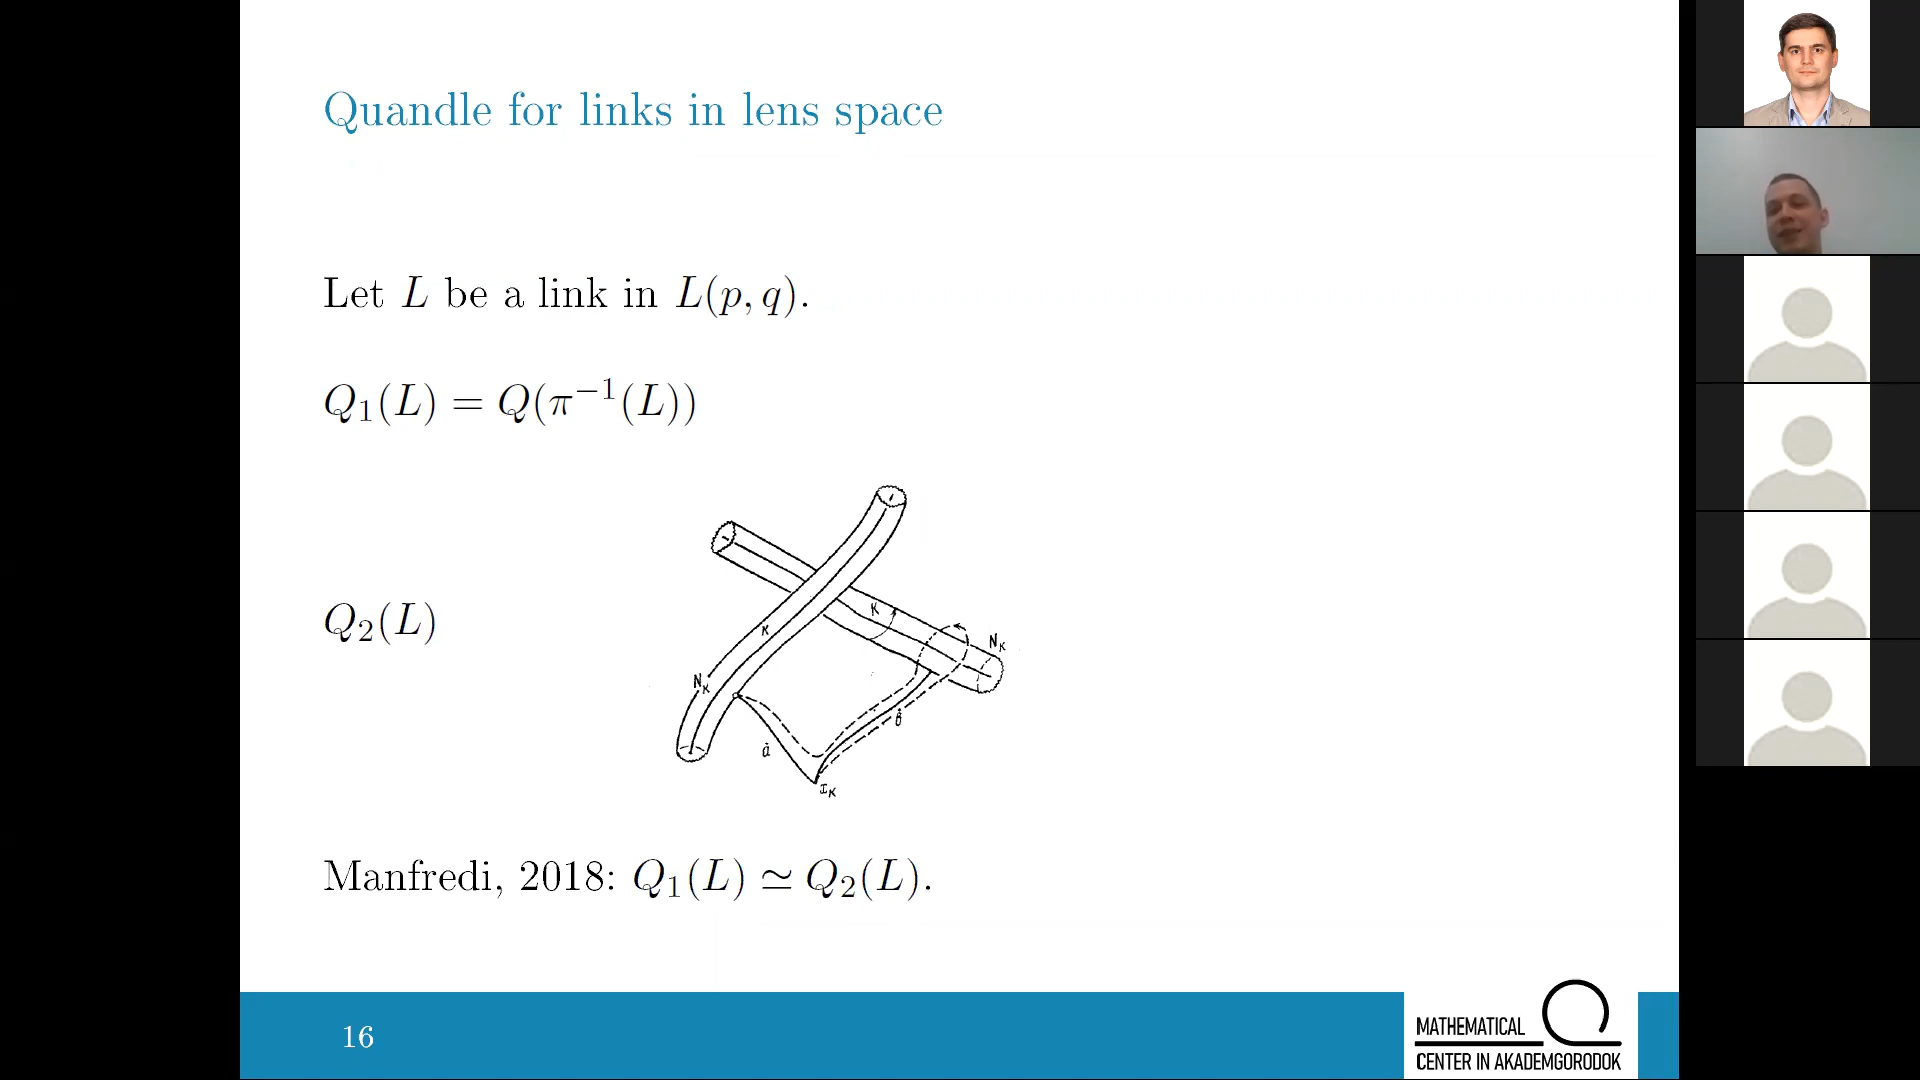 Quandle for links in lens space
Let L be a link in L(p, q).
Q₁(L) = Q(π⁻¹(L))
Q₂(L)
K
K
N_K
N_K
a
x_K
Manfredi, 2018: Q₁(L) ≃ Q₂(L).
16
MATHEMATICAL
CENTER IN AKADEMGORODOK